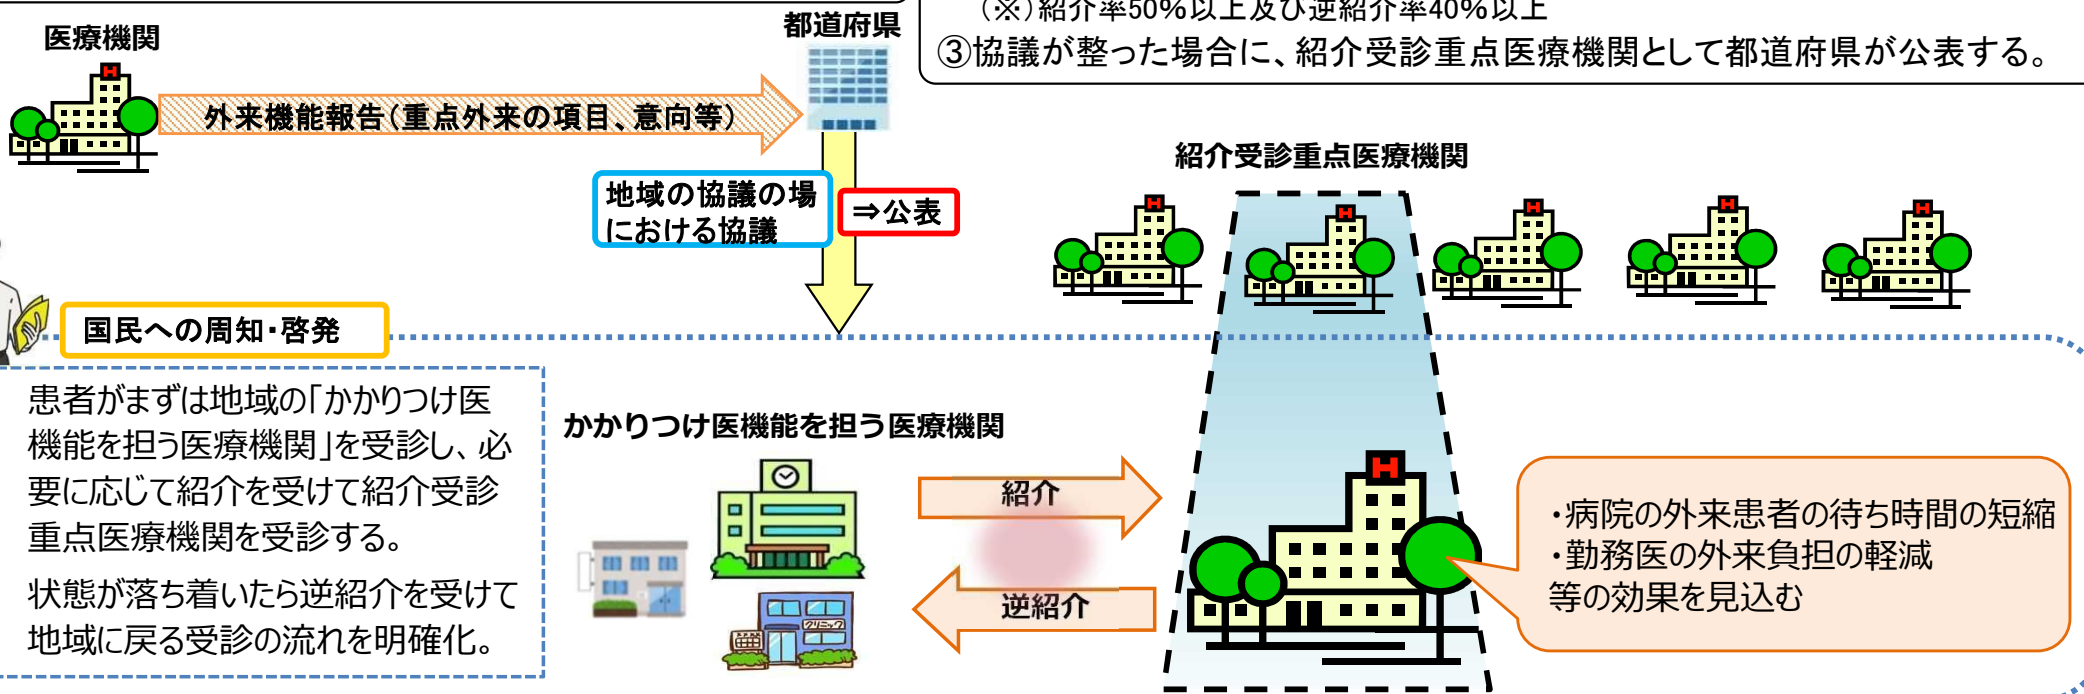 (※)紹介率50%以上及び逆紹介率40%以上
③協議が整った場合に、紹介受診重点医療機関として都道府県が公表する。
医療機関
都道府県
外来機能報告(重点外来の項目、意向等)
地域の協議の場
における協議
⇒公表
紹介受診重点医療機関
H
H
H
H
H
H
国民への周知・啓発
患者がまずは地域の「かかりつけ医
機能を担う医療機関」を受診し、必
要に応じて紹介を受けて紹介受診
重点医療機関を受診する。
状態が落ち着いたら逆紹介を受けて
地域に戻る受診の流れを明確化。
かかりつけ医機能を担う医療機関
クリニック
紹介
逆紹介
H
・病院の外来患者の待ち時間の短縮
・勤務医の外来負担の軽減
等の効果を見込む